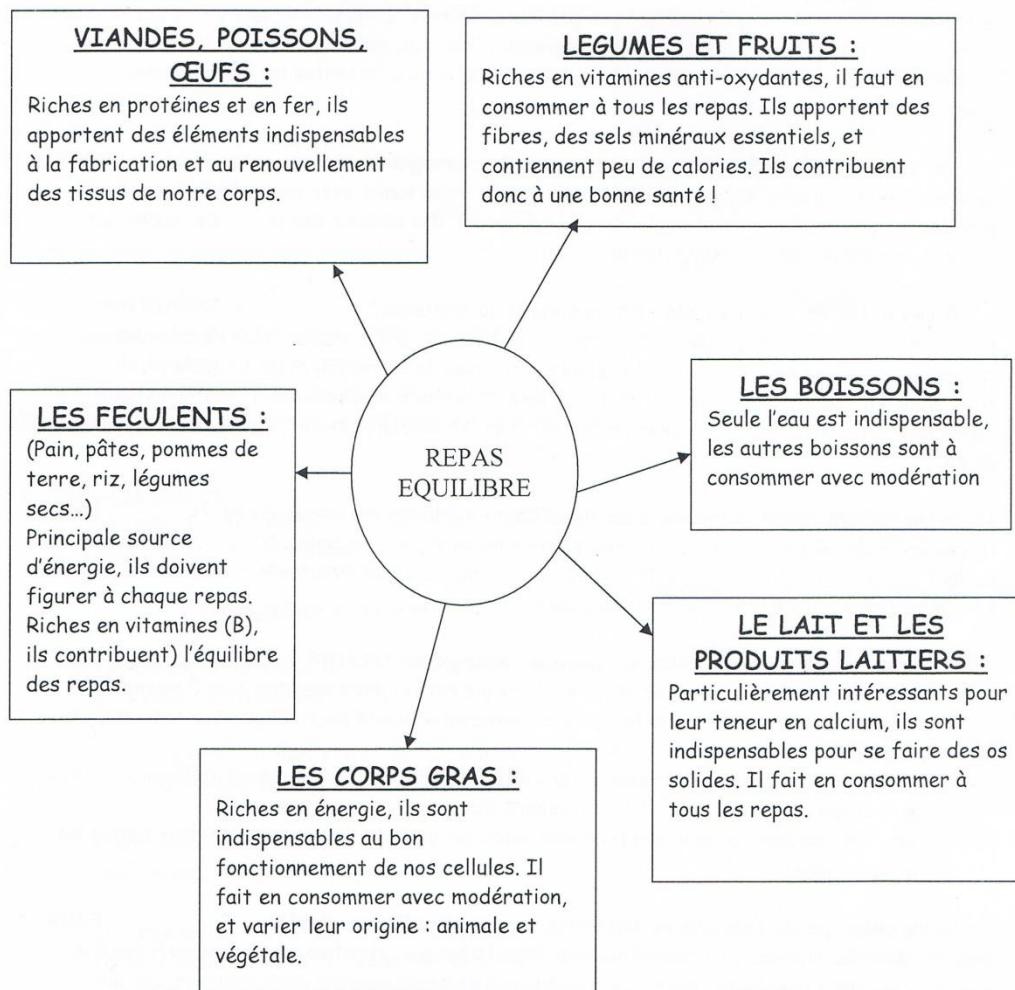 VIANDES, POISSONS,
ŒUFS :
Riches en protéines et en fer, ils
apportent des éléments indispensables
à la fabrication et au renouvellement
des tissus de notre corps.
LEGUMES ET FRUITS :
Riches en vitamines anti-oxydantes, il faut en
consommer à tous les repas. Ils apportent des
fibres, des sels minéraux essentiels, et
contiennent peu de calories. Ils contribuent
donc à une bonne santé !
LES FECULENTS :
(Pain, pâtes, pommes de
terre, riz, légumes
secs…)
Principale source
d'énergie, ils doivent
figurer à chaque repas.
Riches en vitamines (B),
ils contribuent) l'équilibre
des repas.
REPAS
EQUILIBRE
LES BOISSONS :
Seule l'eau est indispensable,
les autres boissons sont à
consommer avec modération
LE LAIT ET LES
PRODUITS LAITIERS :
Particulièrement intéressants pour
leur teneur en calcium, ils sont
indispensables pour se faire des os
solides. Il fait en consommer à
tous les repas.
LES CORPS GRAS :
Riches en énergie, ils sont
indispensables au bon
fonctionnement de nos cellules. Il
fait en consommer avec modération,
et varier leur origine : animale et
végétale.